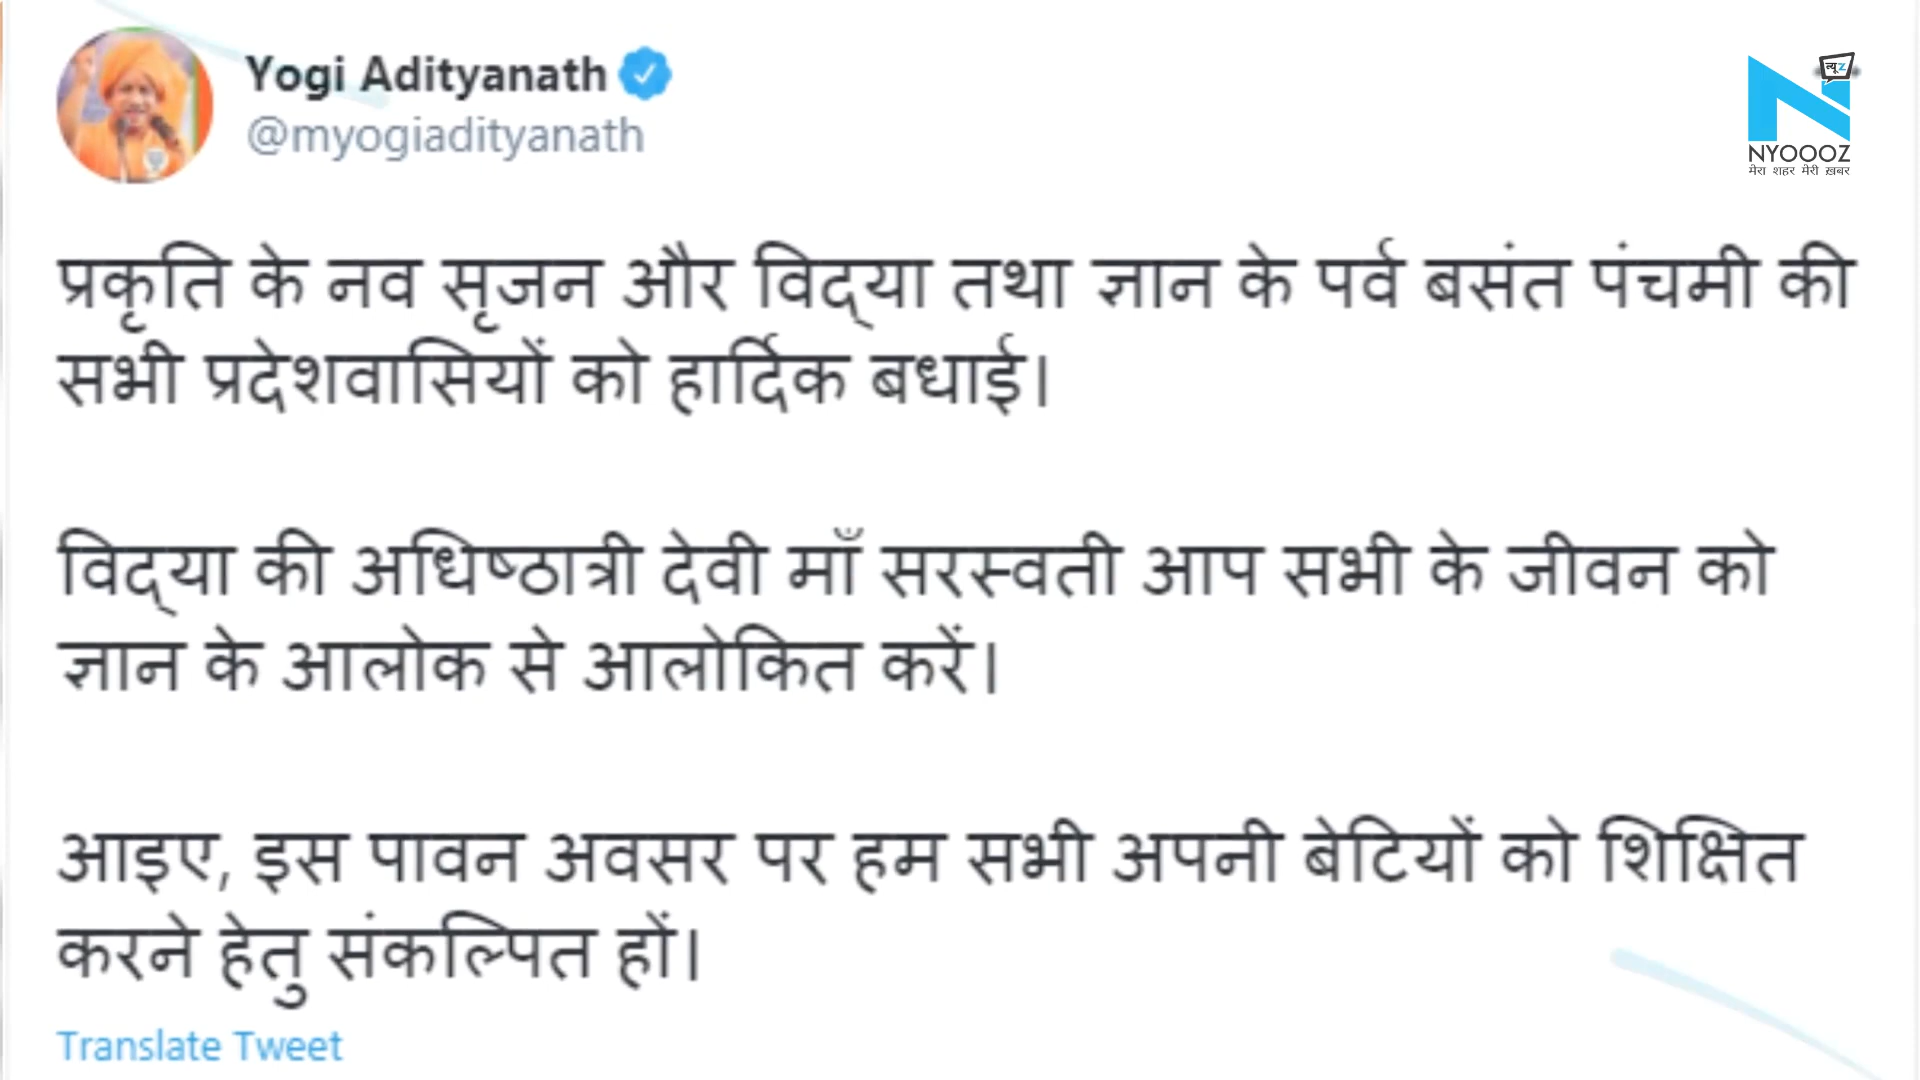 Yogi Adityanath
@myogiadityanath
न्यूz
NYOOOZ
मेरा शहर मेरी ख़बर
प्रकृति के नव सृजन और विद्‌या तथा ज्ञान के पर्व बसंत पंचमी की
सभी प्रदेशवासियों को हार्दिक बधाई।
विद्‌या की अधिष्ठात्री देवी माँ सरस्वती आप सभी के जीवन को
ज्ञान के आलोक से आलोकित करें।
आइए, इस पावन अवसर पर हम सभी अपनी बेटियों को शिक्षित
करने हेतु संकल्पित हों।
Translate Tweet